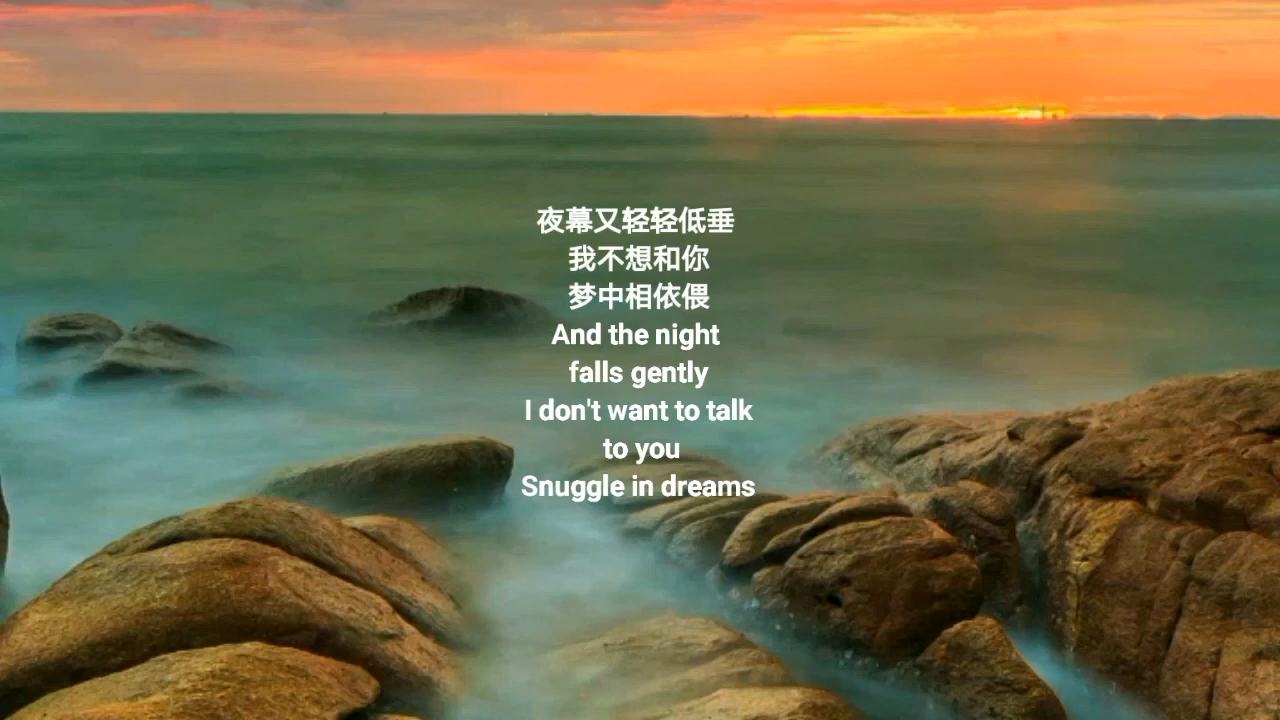 夜幕又轻轻低垂
我不想和你
梦中相依偎
And the night
falls gently
I don't want to talk
to you
Snuggle in dreams